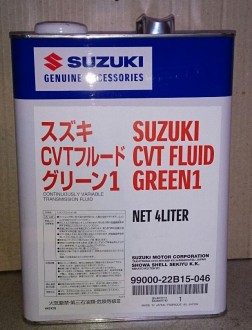 SUZUKI
GENUINE ACCESSORIES
スズキ
CVTフルード
グリーン1
CONTINUOUSLY VARIABLE
TRANSMISSION FLUID
SUZUKI
CVT FLUID
GREEN1
NET 4LITER
SUZUKI MOTOR CORPORATION
SHOWA SHELL SEKIYU K.K.
99000-22B15-046
1